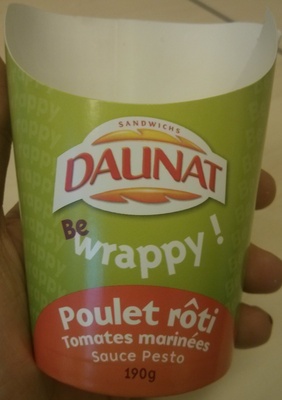 SANDWICHS
DAUNAT
Be
wrappy !
Poulet rôti
Tomates marinées
Sauce Pesto
190g